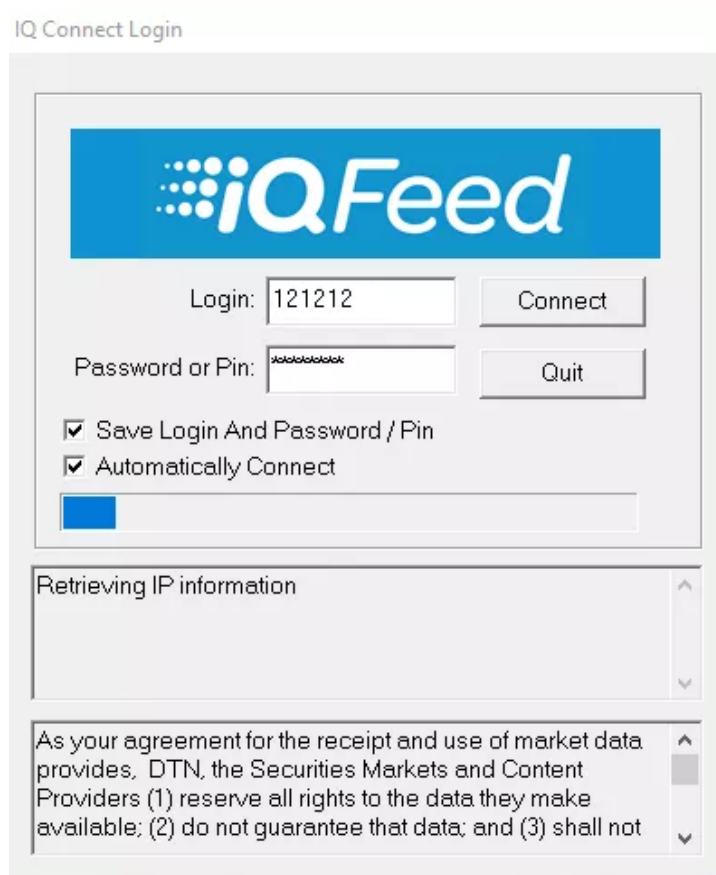 IQ Connect Login
iQFeed
Login: 121212 Connect
Password or Pin: ********* Quit
Save Login And Password / Pin
Automatically Connect
Retrieving IP information
As your agreement for the receipt and use of market data
provides, DTN, the Securities Markets and Content
Providers (1) reserve all rights to the data they make
available; (2) do not guarantee that data; and (3) shall not